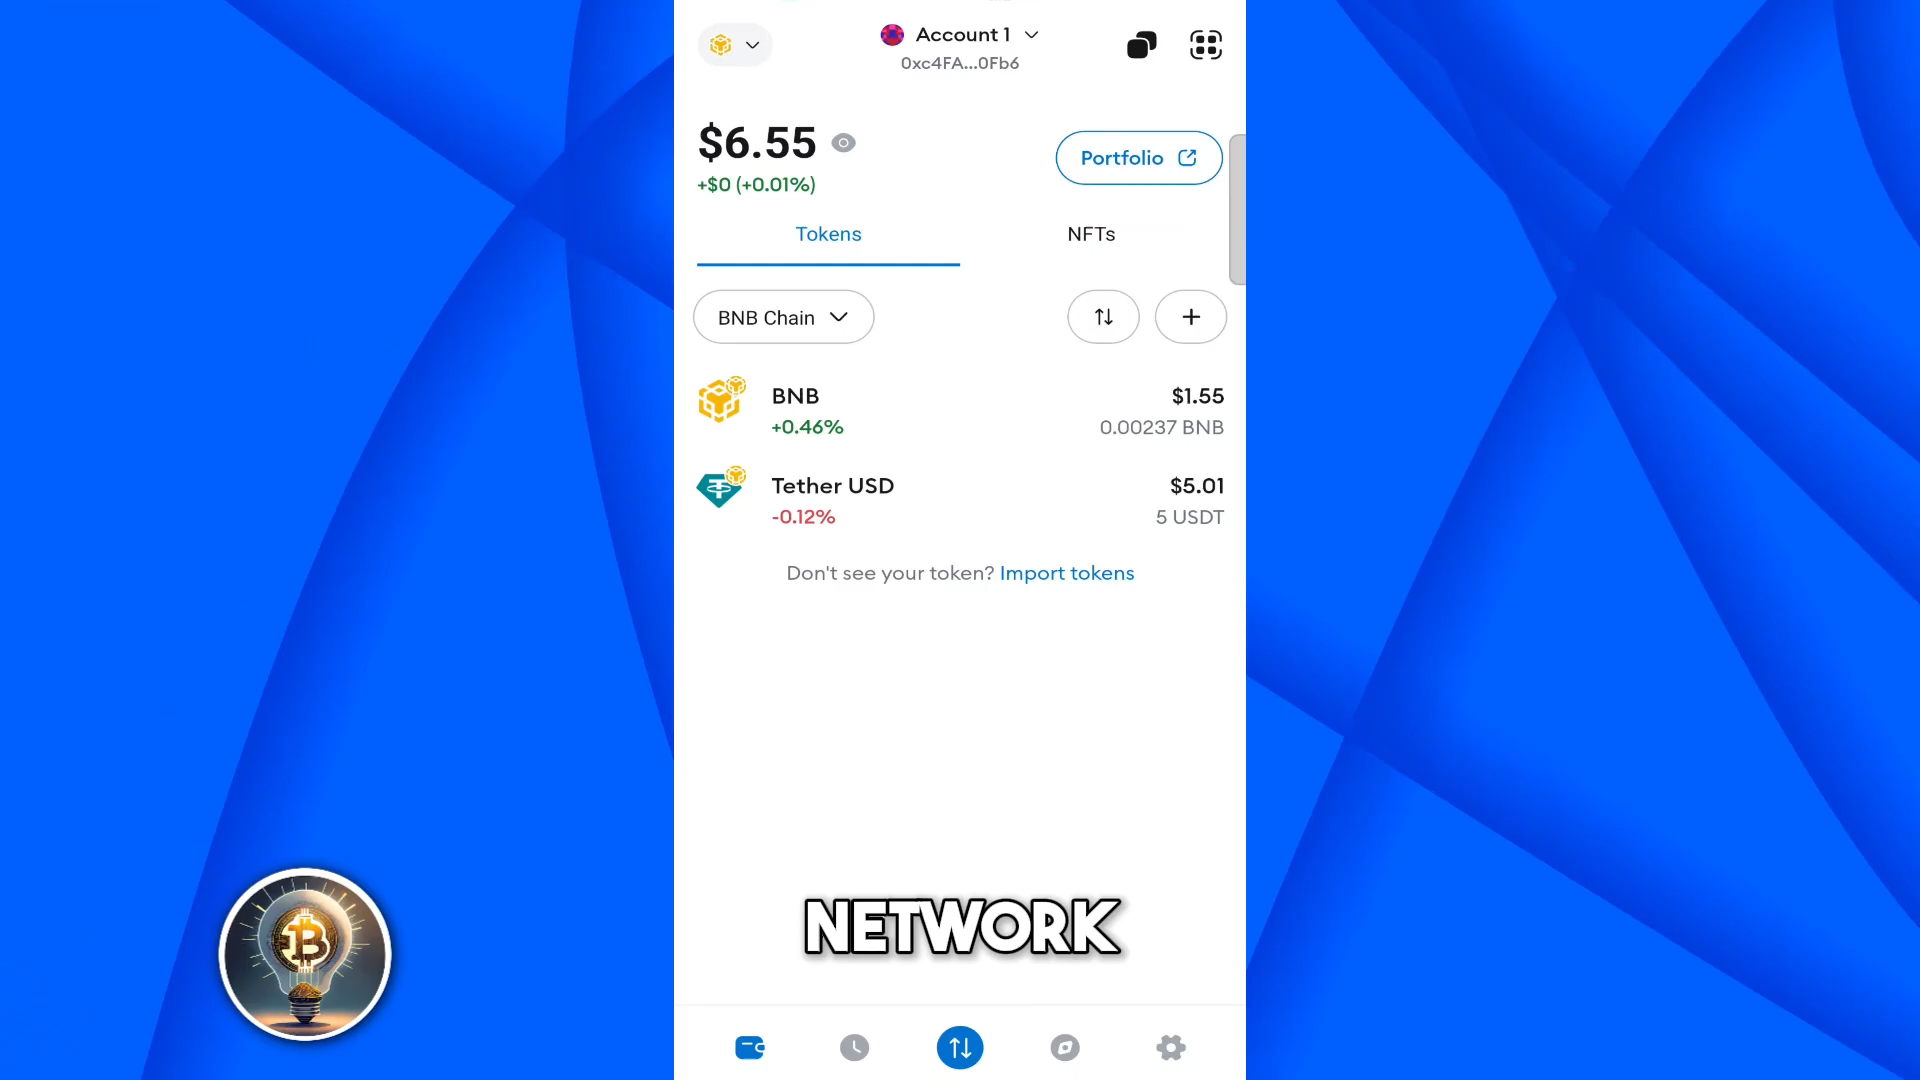 Account 1
0xc4FA...0Fb6
$6.55
+$0 (+0.01%)
Portfolio
Tokens
NFTs
BNB Chain
BNB
$1.55
+0.46%
0.00237 BNB
Tether USD
$5.01
-0.12%
5 USDT
Don't see your token? Import tokens
NETWORK